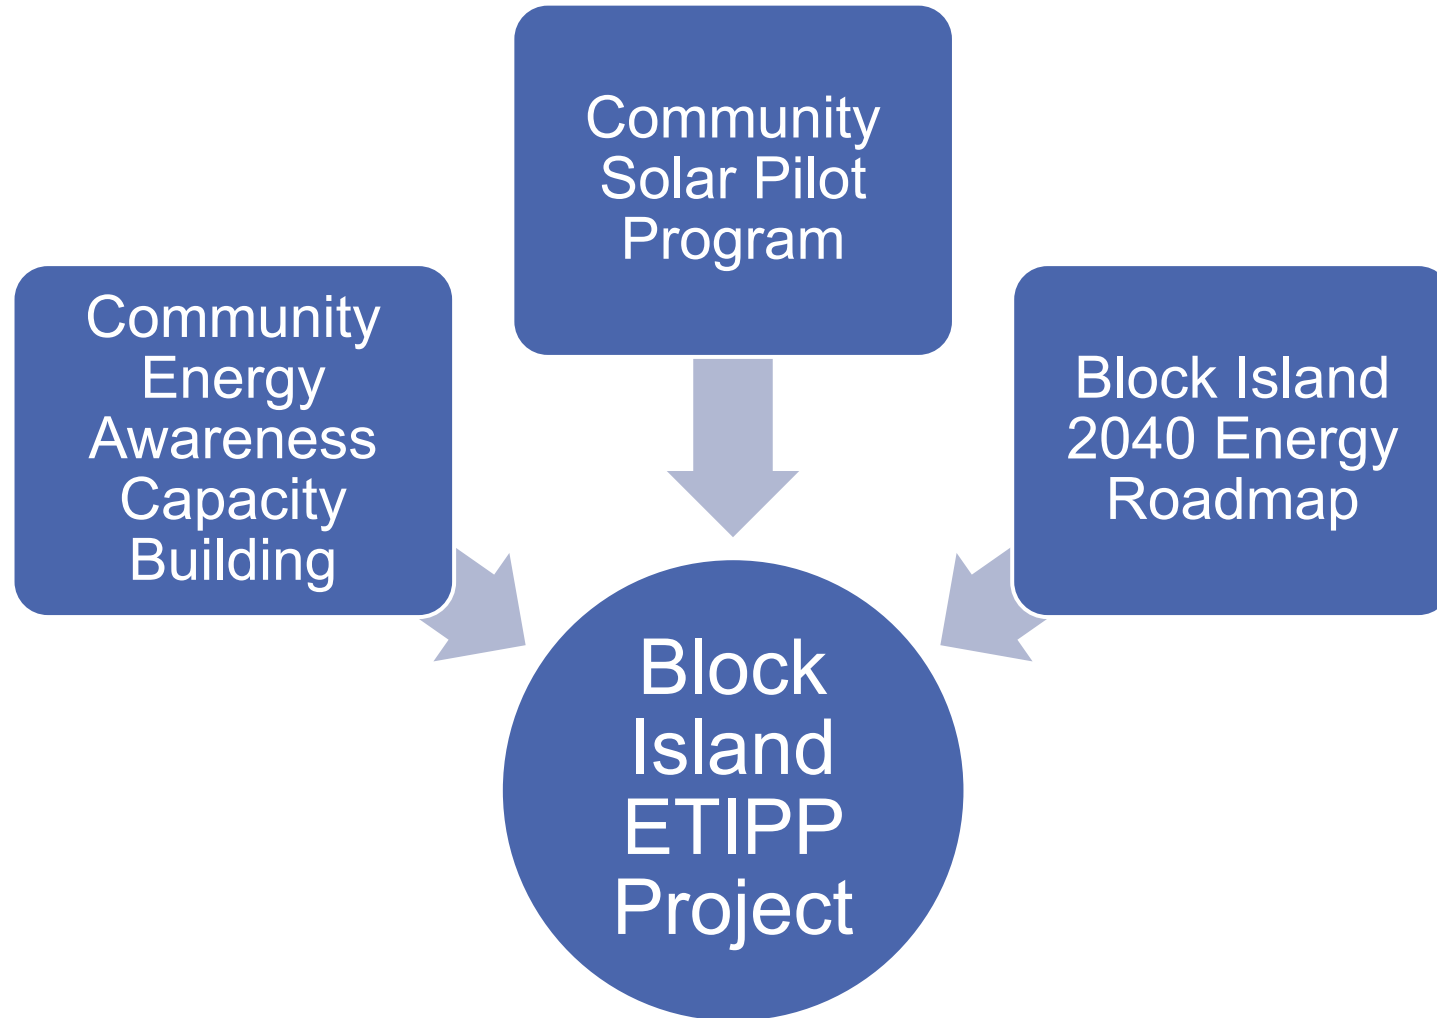 Community
Solar Pilot
Program
Community
Energy
Awareness
Capacity
Building
Block Island
2040 Energy
Roadmap
Block
Island
ETIPP
Project